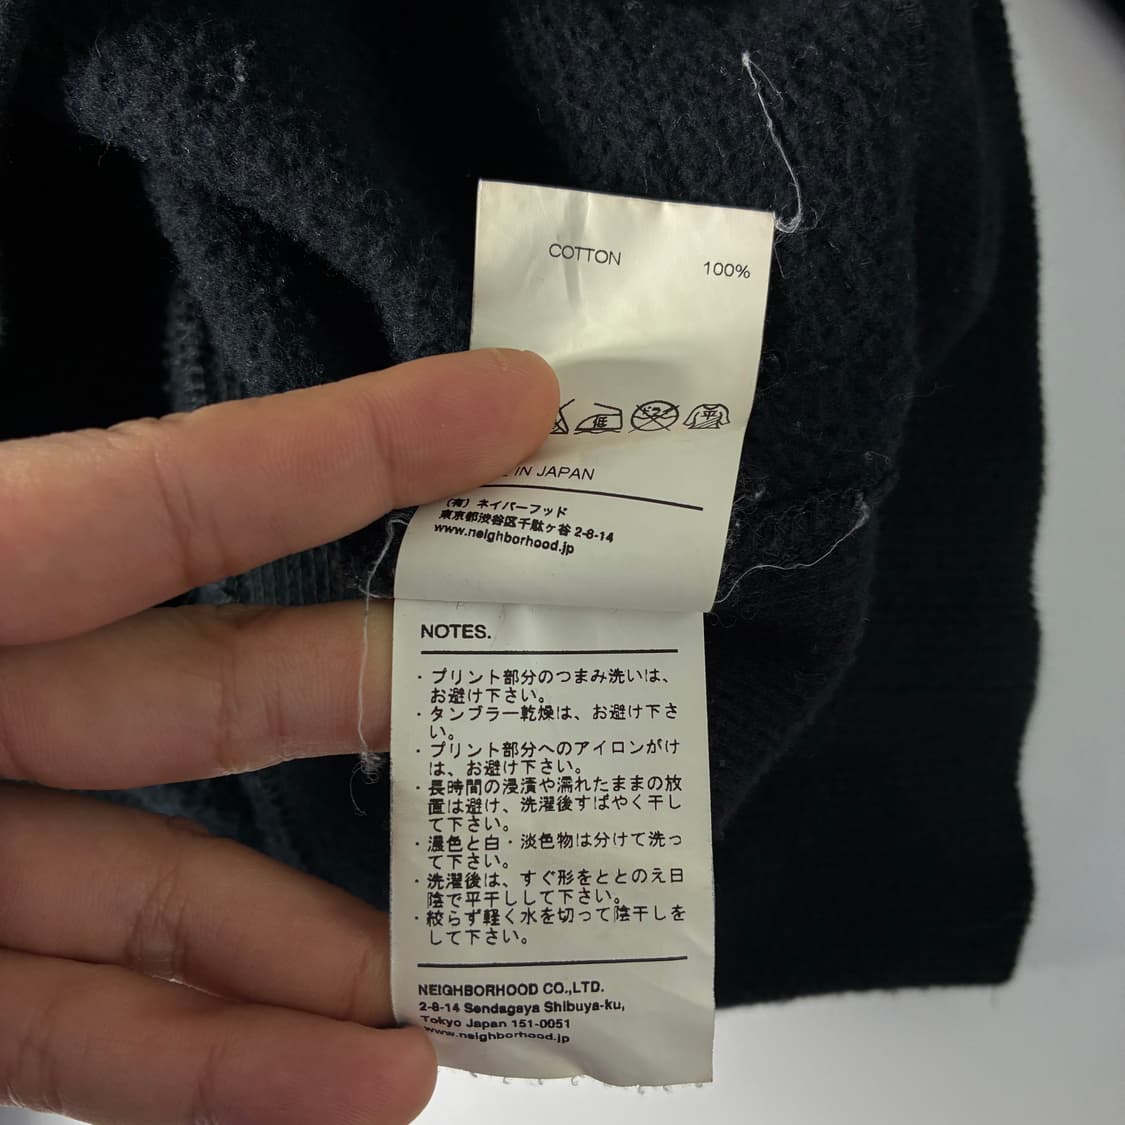 COTTON 100%
低 ドライ 平
IN JAPAN
(有) ネイバーフッド
東京都渋谷区千駄ヶ谷 2-8-14
www.neighborhood.jp
NOTES.
・プリント部分のつまみ洗いは、
お避け下さい。
・タンブラー乾燥は、お避け下さ
い。
・プリント部分へのアイロンがけ
は、お避け下さい。
・長時間の浸漬や濡れたままの放
置は避け、洗濯後すばやく干し
て下さい。
・濃色と白・淡色物は分けて洗っ
て下さい。
・洗濯後は、すぐ形をととのえ日
陰で平干しして下さい。
・絞らず軽く水を切って陰干しを
して下さい。
NEIGHBORHOOD CO.,LTD.
2-8-14 Sendagaya Shibuya-ku,
Tokyo Japan 151-0051
www.neighborhood.jp